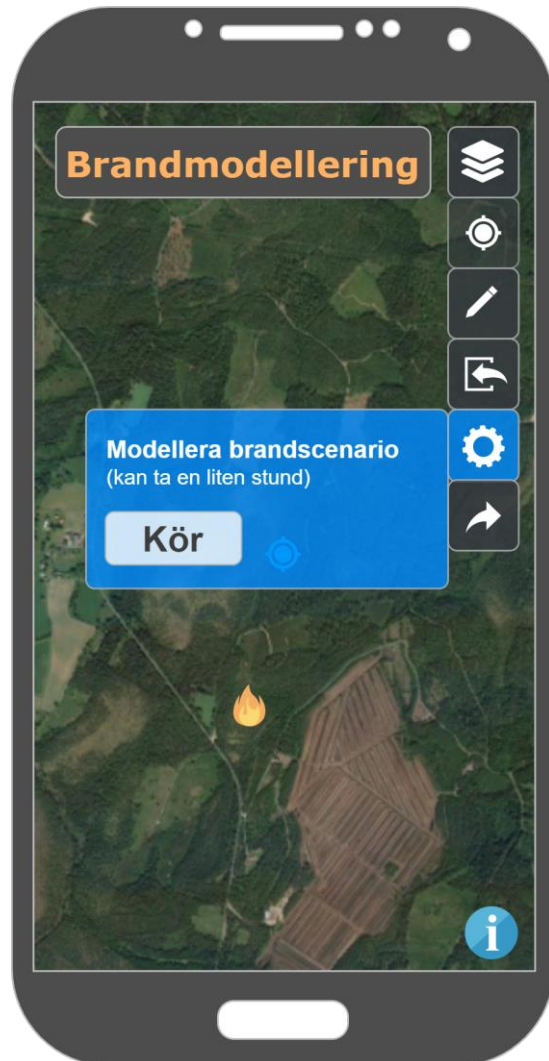 Brandmodellering
Modellera brandscenario
(kan ta en liten stund)
Kör
i